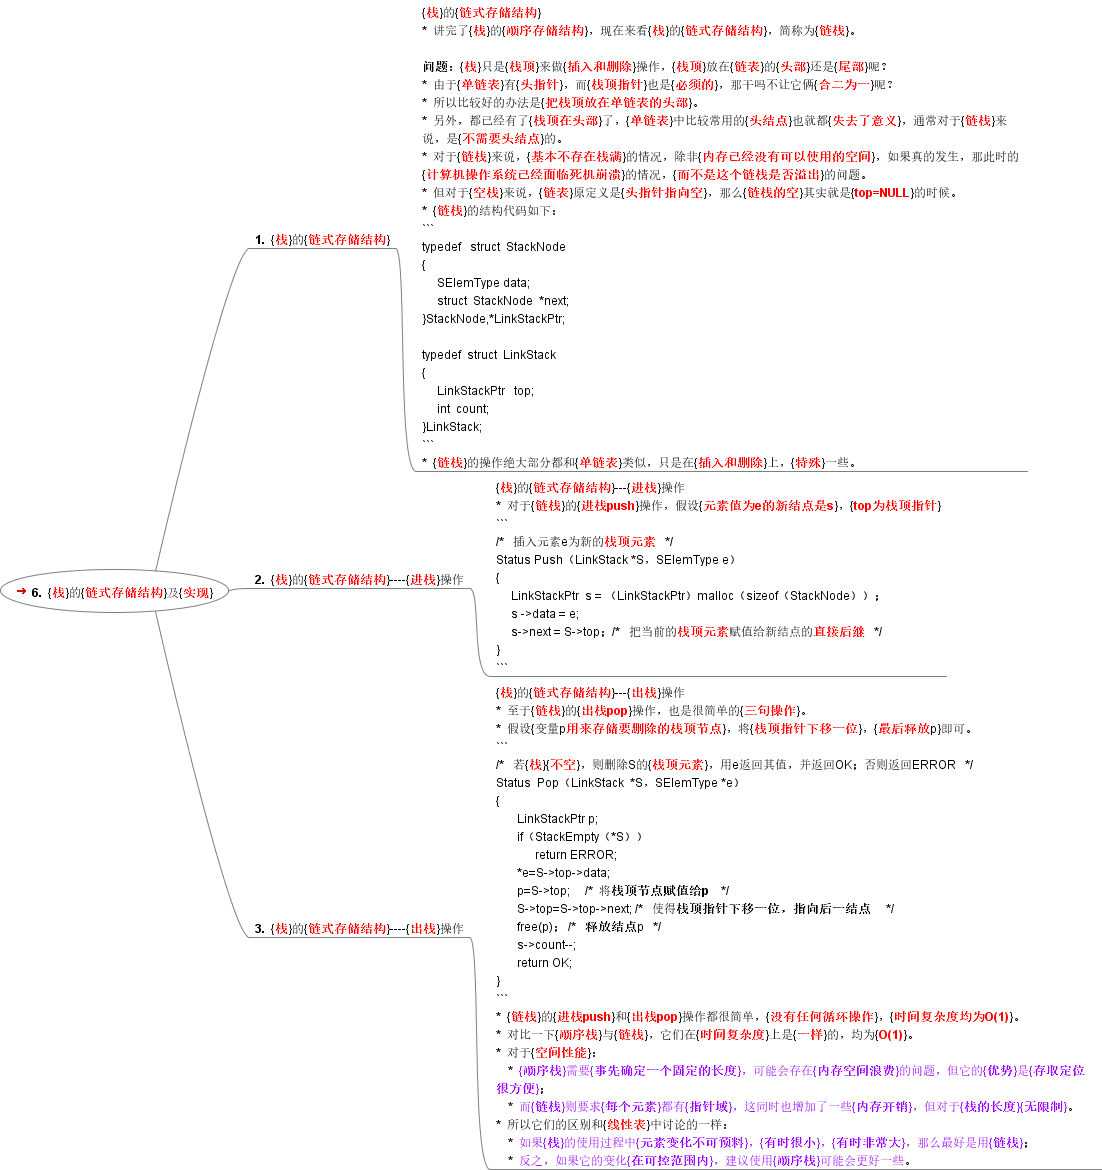 {栈}的{链式存储结构}
* 讲完了{栈}的{顺序存储结构}，现在来看{栈}的{链式存储结构}，简称为{链栈}。
问题：{栈}只是{栈顶}来做{插入和删除}操作，{栈顶}放在{链表}的{头部}还是{尾部}呢？
* 由于{单链表}有{头指针}，而{栈顶指针}也是{必须的}，那干吗不让它俩{合二为一}呢？
* 所以比较好的办法是{把栈顶放在单链表的头部}。
* 另外，都已经有了{栈顶在头部}了，{单链表}中比较常用的{头结点}也就都{失去了意义}，通常对于{链栈}来
说，是{不需要头结点}的。
* 对于{链栈}来说，{基本不存在栈满}的情况，除非{内存已经没有可以使用的空间}，如果真的发生，那此时的
{计算机操作系统已经面临死机崩溃}的情况，{而不是这个链栈是否溢出}的问题。
* 但对于{空栈}来说，{链表}原定义是{头指针指向空}，那么{链栈的空}其实就是{top=NULL}的时候。
* {链栈}的结构代码如下：
```
typedef struct StackNode
{
SElemType data;
struct StackNode *next;
}StackNode,*LinkStackPtr;
typedef struct LinkStack
{
LinkStackPtr top;
int count;
}LinkStack;
```
* {链栈}的操作绝大部分都和{单链表}类似，只是在{插入和删除}上，{特殊}一些。
1. {栈}的{链式存储结构}
{栈}的{链式存储结构}---{进栈}操作
* 对于{链栈}的{进栈push}操作，假设{元素值为e的新结点是s}，{top为栈顶指针}
```
/* 插入元素e为新的栈顶元素 */
Status Push（LinkStack *S，SElemType e）
{
LinkStackPtr s = （LinkStackPtr）malloc（sizeof（StackNode））；
s ->data = e;
s->next = S->top；/* 把当前的栈顶元素赋值给新结点的直接后继 */
}
```
2. {栈}的{链式存储结构}----{进栈}操作
➝ 6. {栈}的{链式存储结构}及{实现}
{栈}的{链式存储结构}---{出栈}操作
* 至于{链栈}的{出栈pop}操作，也是很简单的{三句操作}。
* 假设{变量p用来存储要删除的栈顶节点}，将{栈顶指针下移一位}，{最后释放p}即可。
```
/* 若{栈}{不空}，则删除S的{栈顶元素}，用e返回其值，并返回OK；否则返回ERROR */
Status Pop（LinkStack *S，SElemType *e）
{
LinkStackPtr p;
if（StackEmpty（*S））
return ERROR;
*e=S->top->data;
p=S->top; /* 将栈顶节点赋值给p */
S->top=S->top->next; /* 使得栈顶指针下移一位，指向后一结点 */
free(p)； /* 释放结点p */
s->count--;
return OK;
}
```
* {链栈}的{进栈push}和{出栈pop}操作都很简单，{没有任何循环操作}，{时间复杂度均为O(1)}。
* 对比一下{顺序栈}与{链栈}，它们在{时间复杂度}上是{一样}的，均为{O(1)}。
* 对于{空间性能}：
* {顺序栈}需要{事先确定一个固定的长度}，可能会存在{内存空间浪费}的问题，但它的{优势}是{存取定位
很方便}；
* 而{链栈}则要求{每个元素}都有{指针域}，这同时也增加了一些{内存开销}，但对于{栈的长度}{无限制}。
* 所以它们的区别和{线性表}中讨论的一样：
* 如果{栈}的使用过程中{元素变化不可预料}，{有时很小}，{有时非常大}，那么最好是用{链栈}；
* 反之，如果它的变化{在可控范围内}，建议使用{顺序栈}可能会更好一些。
3. {栈}的{链式存储结构}----{出栈}操作